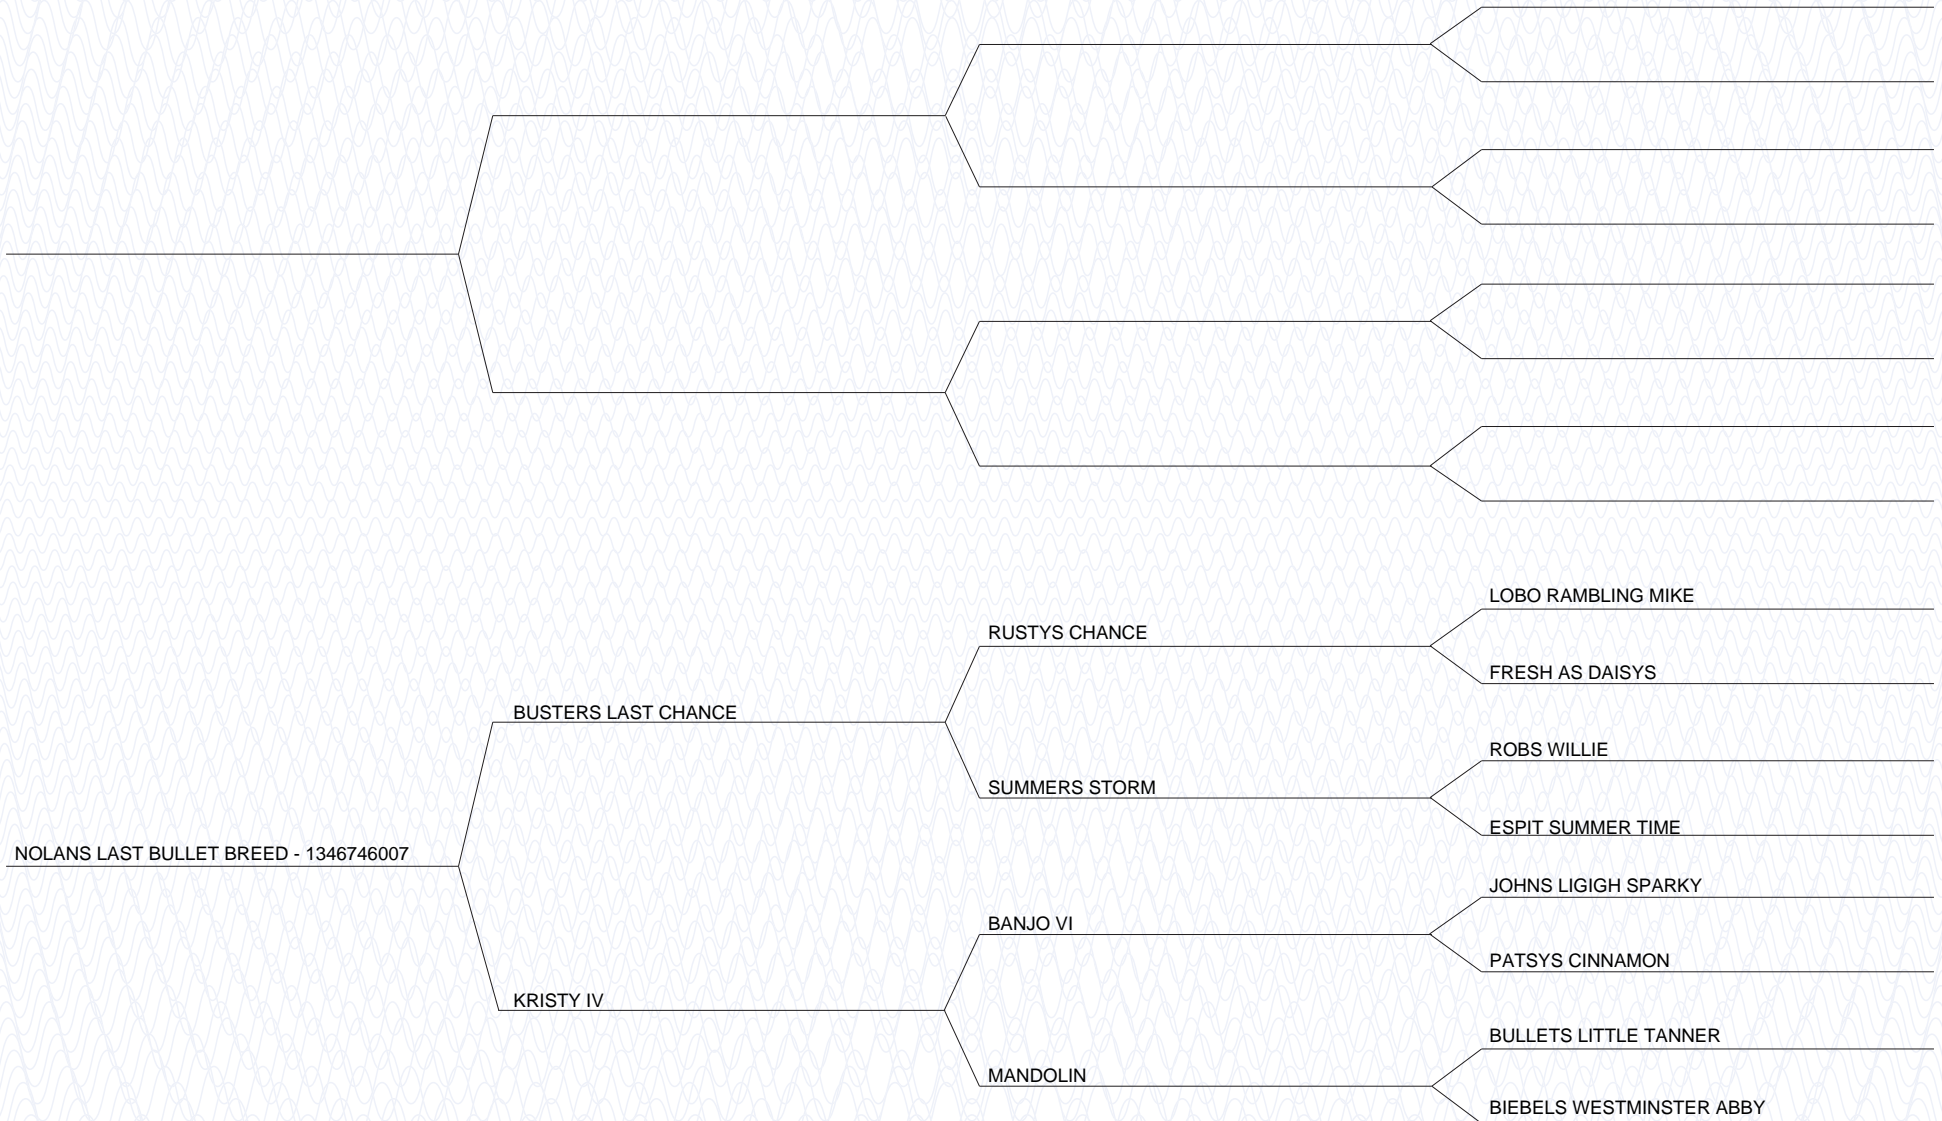 LOBO RAMBLING MIKE
RUSTYS CHANCE
FRESH AS DAISYS
BUSTERS LAST CHANCE
ROBS WILLIE
SUMMERS STORM
ESPIT SUMMER TIME
NOLANS LAST BULLET BREED - 1346746007
JOHNS LIGIGH SPARKY
BANJO VI
PATSYS CINNAMON
KRISTY IV
BULLETS LITTLE TANNER
MANDOLIN
BIEBELS WESTMINSTER ABBY